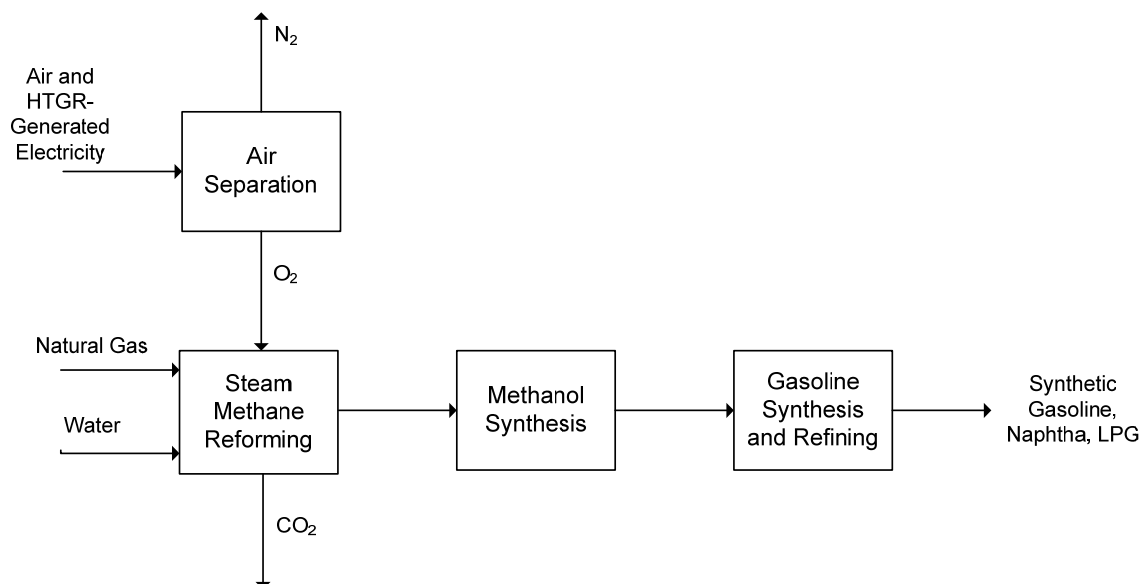 N₂
Air and
HTGR-
Generated
Electricity
Air
Separation
O₂
Natural Gas
Water
Steam
Methane
Reforming
Methanol
Synthesis
Gasoline
Synthesis
and Refining
Synthetic
Gasoline,
Naphtha, LPG
CO₂